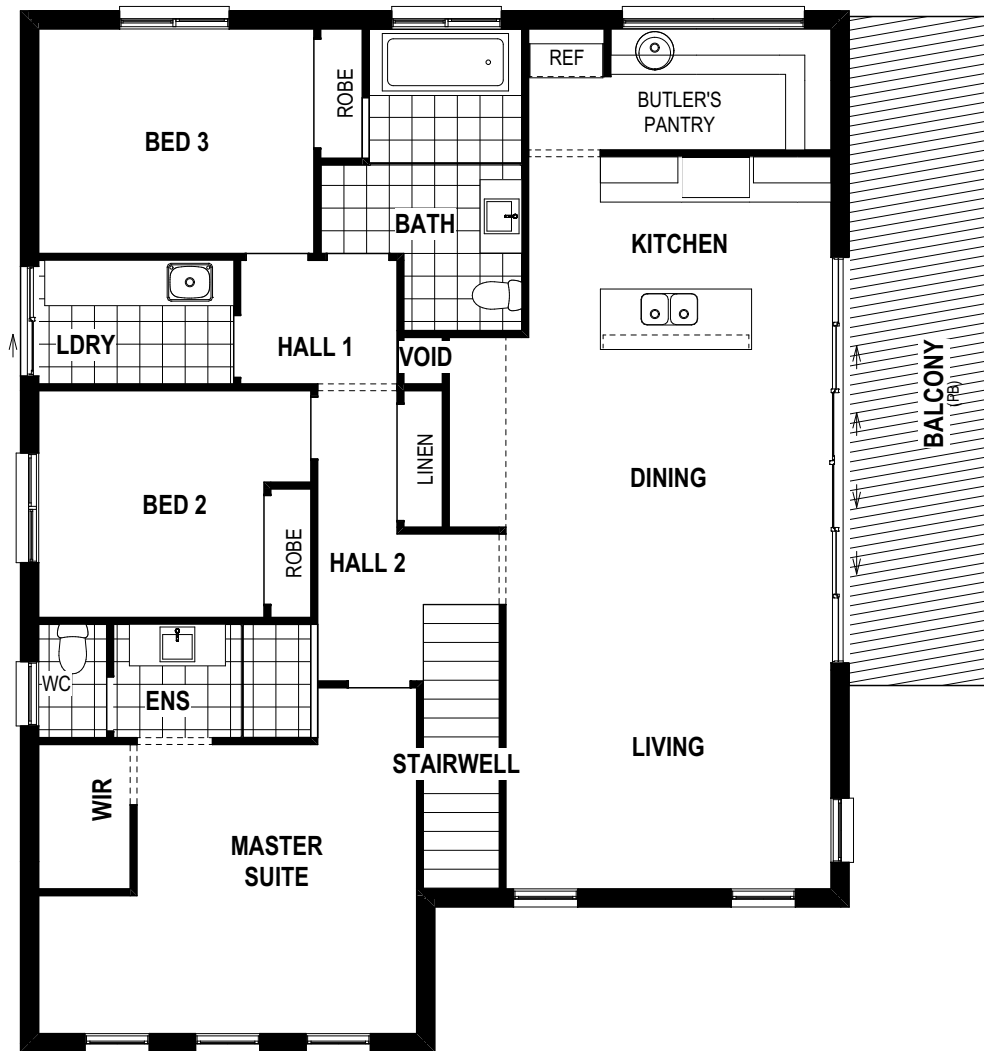 REF
ROBE
BUTLER'S
PANTRY
BED 3
BATH
KITCHEN
LDRY
HALL 1
VOID
BALCONY
(PB)
LINEN
DINING
BED 2
ROBE
HALL 2
WC
ENS
LIVING
STAIRWELL
WIR
MASTER
SUITE